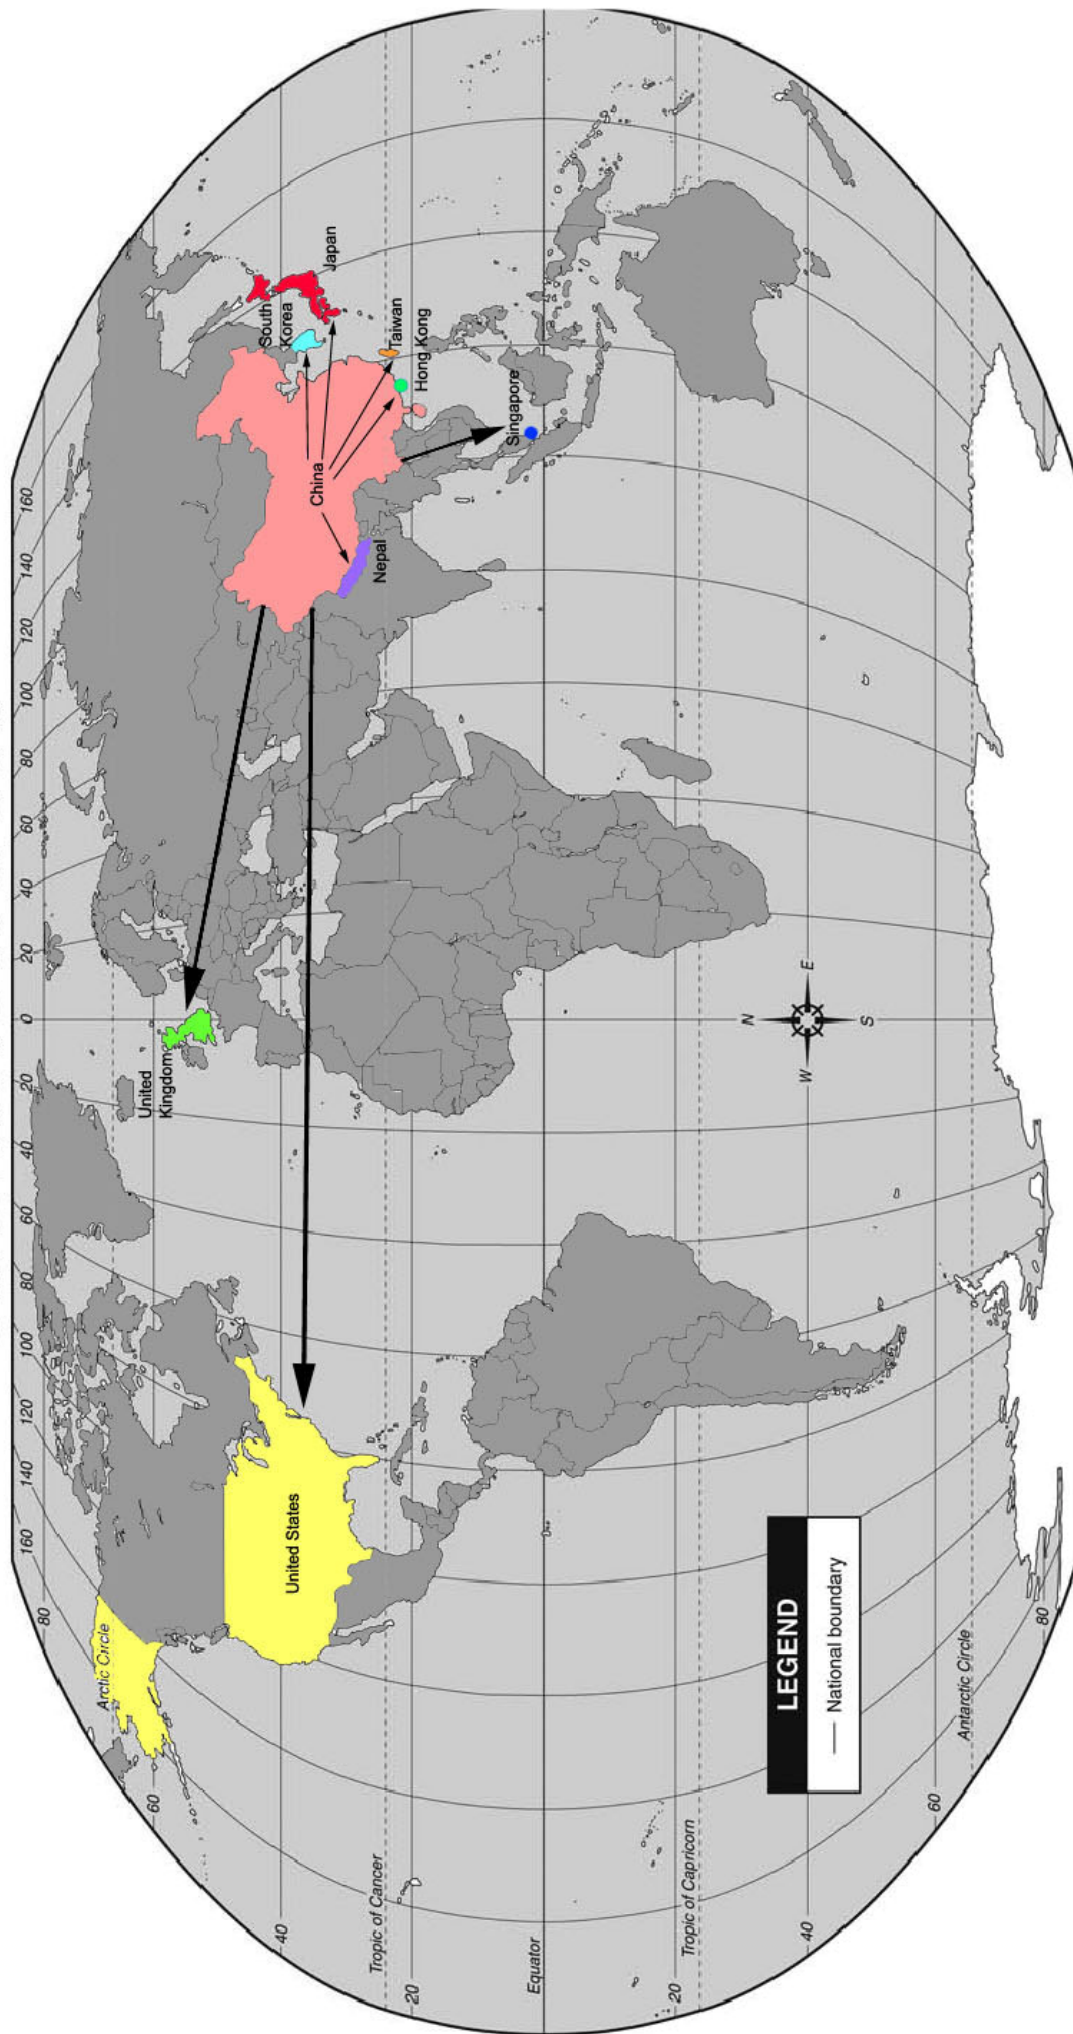 160
140
120
100
80
60
40
20
0
20
40
60
80
100
120
140
160
80
Arctic Circle
60
40
Tropic of Cancer
20
Equator
20
Tropic of Capricorn
40
60
Antarctic Circle
80
United States
United
Kingdom
China
Nepal
South
Korea
Japan
Taiwan
Hong Kong
Singapore
N
W
E
S
LEGEND
National boundary